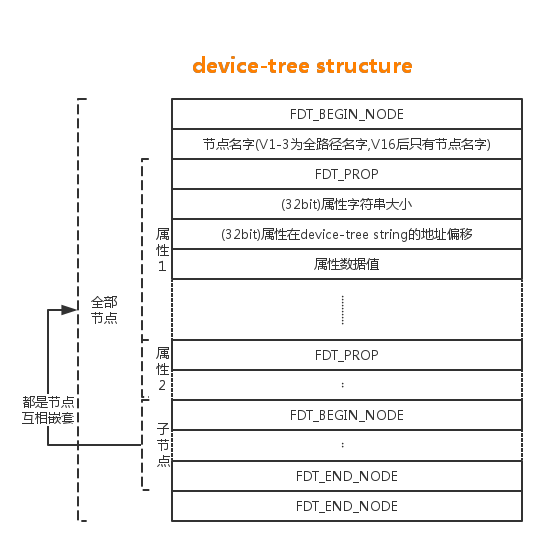 device-tree structure
FDT_BEGIN_NODE
节点名字(V1-3为全路径名字,V16后只有节点名字)
FDT_PROP
(32bit)属性字符串大小
(32bit)属性在device-tree string的地址偏移
属性数据值
属性1
全部
节点
FDT_PROP
属性2
:
都是节点
互相嵌套
FDT_BEGIN_NODE
子节点
:
FDT_END_NODE
FDT_END_NODE